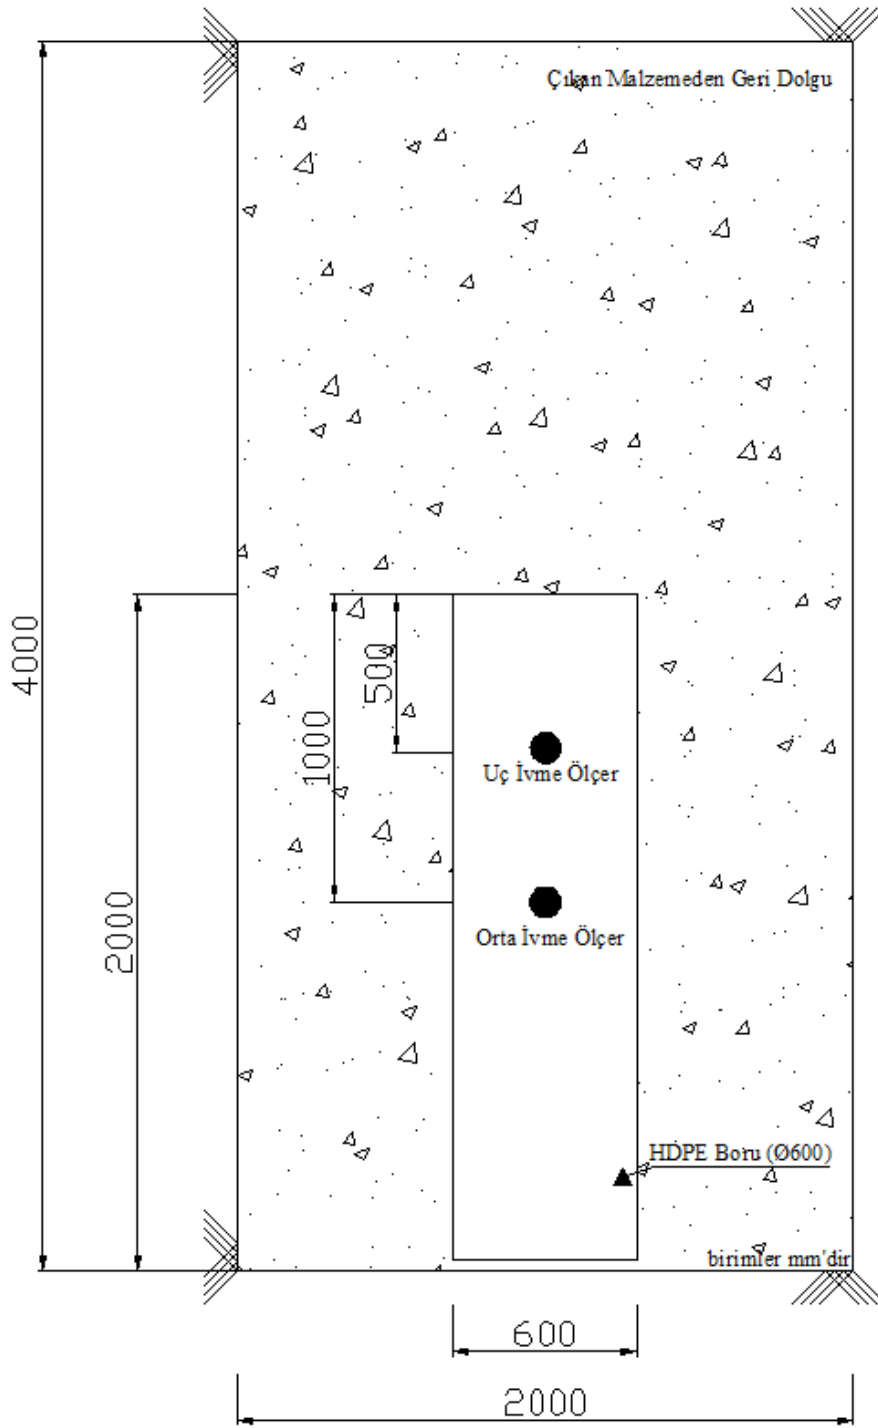 Çıkan Malzemeden Geri Dolgu
4000
500
1000
Uç İvme Ölçer
2000
Orta İvme Ölçer
HDPE Boru (Ø600)
birimler mm'dir
600
2000